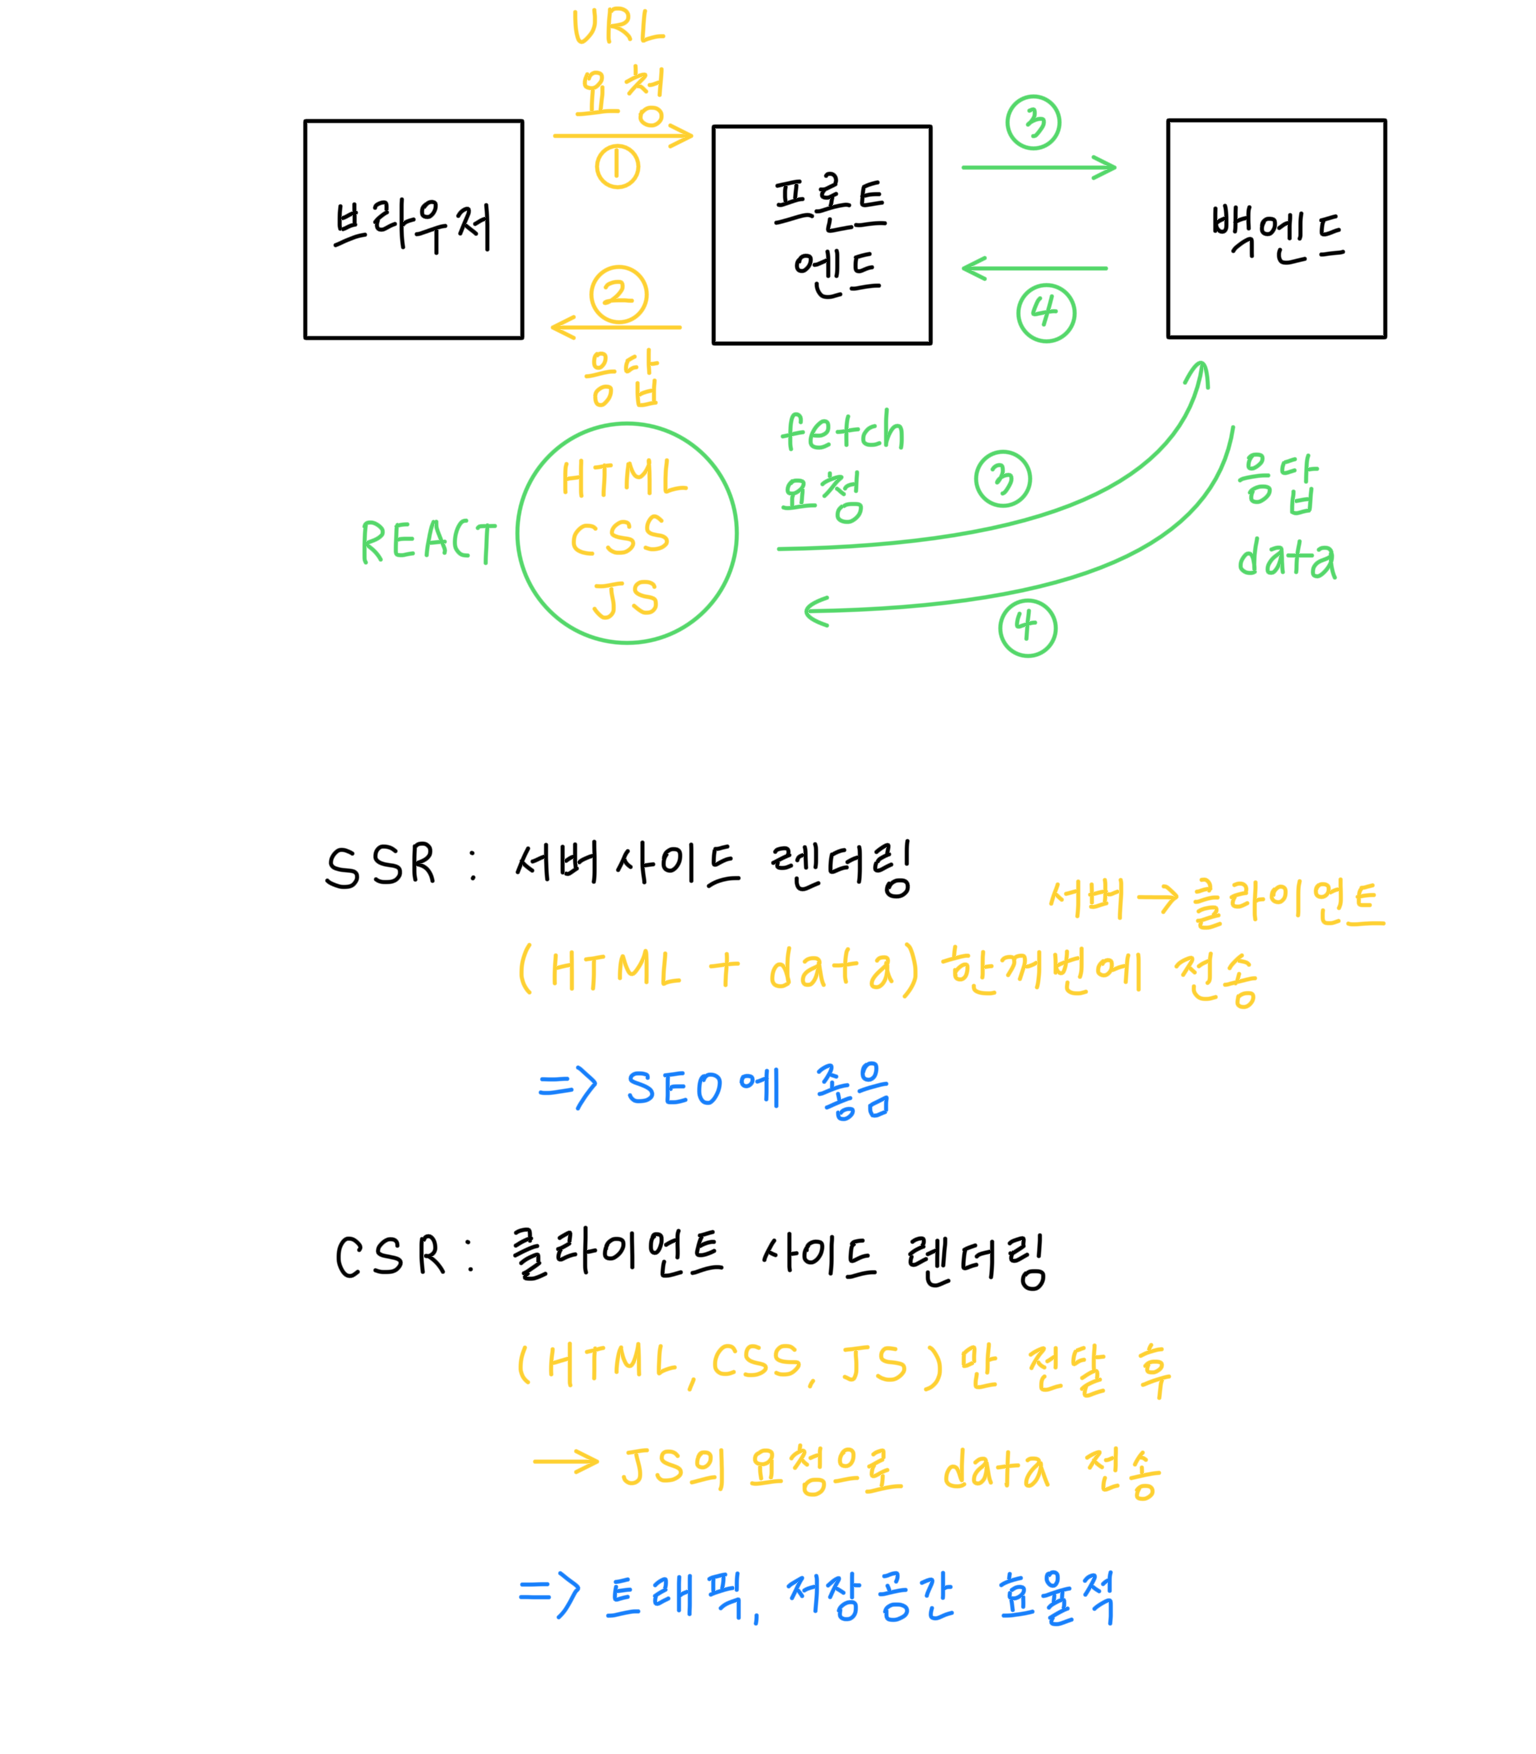 URL
요청
①
브라우저
②
응답
프론트
엔드
③
④
백엔드
REACT
HTML
CSS
JS
fetch
요청
③
④
응답
data
SSR : 서버사이드 렌더링
서버 → 클라이언트
(HTML + data) 한꺼번에 전송
=> SEO에 좋음
CSR : 클라이언트 사이드 렌더링
(HTML, CSS, JS)만 전달 후
→ JS의 요청으로 data 전송
=> 트래픽, 저장공간 효율적